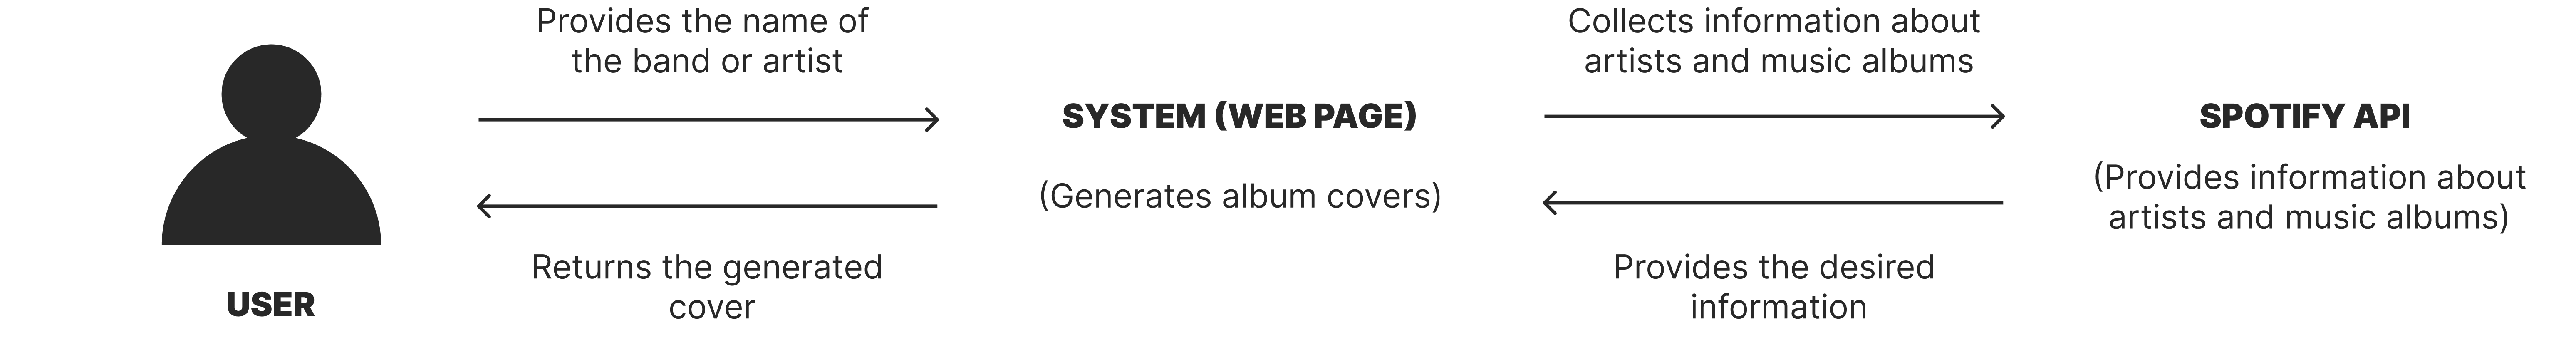 Provides the name of
the band or artist
Collects information about
artists and music albums
SYSTEM (WEB PAGE)
SPOTIFY API
(Generates album covers)
(Provides information about
artists and music albums)
Returns the generated
cover
Provides the desired
information
USER